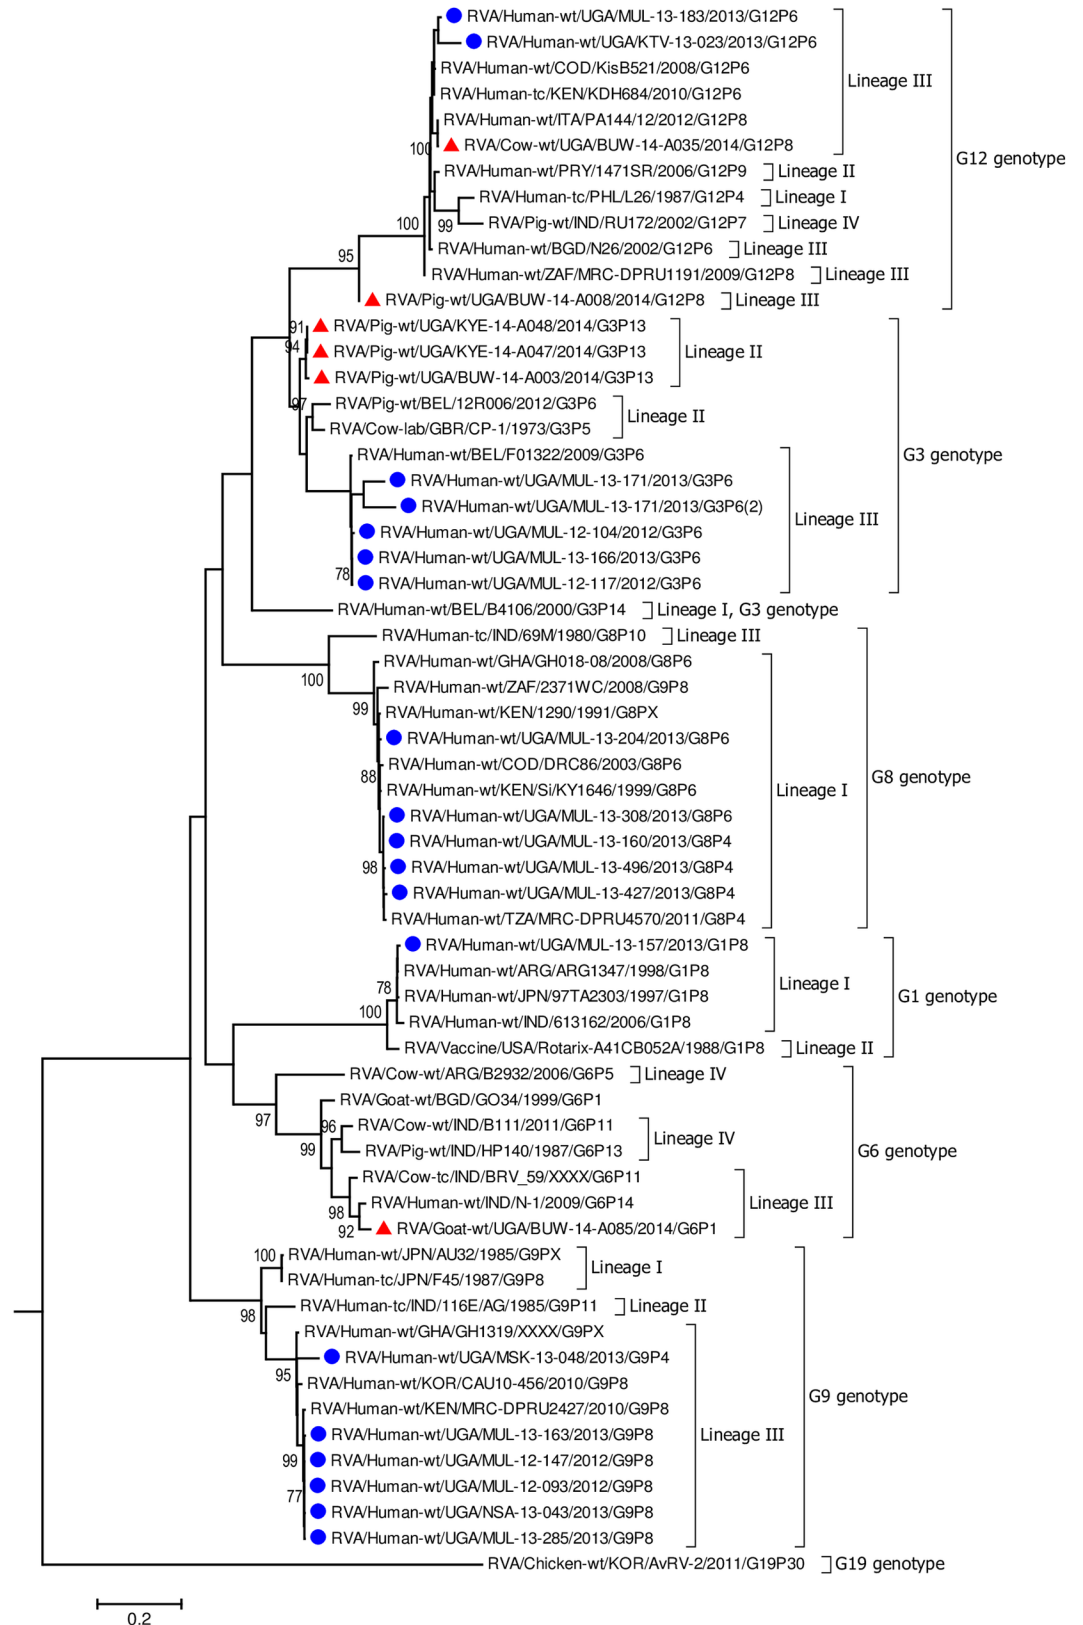 RVA/Human-wt/UGA/MUL-13-183/2013/G12P6
RVA/Human-wt/UGA/KTV-13-023/2013/G12P6
RVA/Human-wt/COD/KisB521/2008/G12P6
Lineage III
RVA/Human-tc/KEN/KDH684/2010/G12P6
RVA/Human-wt/ITA/PA144/12/2012/G12P8
RVA/Cow-wt/UGA/BUW-14-A035/2014/G12P8
100
G12 genotype
RVA/Human-wt/PRY/1471SR/2006/G12P9 Lineage II
RVA/Human-tc/PHL/L26/1987/G12P4 Lineage I
100 99 RVA/Pig-wt/IND/RU172/2002/G12P7 Lineage IV
RVA/Human-wt/BGD/N26/2002/G12P6 Lineage III
95
RVA/Human-wt/ZAF/MRC-DPRU1191/2009/G12P8 Lineage III
RVA/Pig-wt/UGA/BUW-14-A008/2014/G12P8 Lineage III
91 RVA/Pig-wt/UGA/KYE-14-A048/2014/G3P13
94 RVA/Pig-wt/UGA/KYE-14-A047/2014/G3P13 Lineage II
RVA/Pig-wt/UGA/BUW-14-A003/2014/G3P13
97 RVA/Pig-wt/BEL/12R006/2012/G3P6
Lineage II
RVA/Cow-lab/GBR/CP-1/1973/G3P5
RVA/Human-wt/BEL/F01322/2009/G3P6 G3 genotype
RVA/Human-wt/UGA/MUL-13-171/2013/G3P6
RVA/Human-wt/UGA/MUL-13-171/2013/G3P6(2)
Lineage III
RVA/Human-wt/UGA/MUL-12-104/2012/G3P6
RVA/Human-wt/UGA/MUL-13-166/2013/G3P6
78 RVA/Human-wt/UGA/MUL-12-117/2012/G3P6
RVA/Human-wt/BEL/B4106/2000/G3P14 Lineage I, G3 genotype
RVA/Human-tc/IND/69M/1980/G8P10 Lineage III
RVA/Human-wt/GHA/GH018-08/2008/G8P6
100
RVA/Human-wt/ZAF/2371WC/2008/G9P8
99 RVA/Human-wt/KEN/1290/1991/G8PX
RVA/Human-wt/UGA/MUL-13-204/2013/G8P6
RVA/Human-wt/COD/DRC86/2003/G8P6
88 G8 genotype
RVA/Human-wt/KEN/Si/KY1646/1999/G8P6 Lineage I
RVA/Human-wt/UGA/MUL-13-308/2013/G8P6
RVA/Human-wt/UGA/MUL-13-160/2013/G8P4
98 RVA/Human-wt/UGA/MUL-13-496/2013/G8P4
RVA/Human-wt/UGA/MUL-13-427/2013/G8P4
RVA/Human-wt/TZA/MRC-DPRU4570/2011/G8P4
RVA/Human-wt/UGA/MUL-13-157/2013/G1P8
RVA/Human-wt/ARG/ARG1347/1998/G1P8
Lineage I
78
RVA/Human-wt/JPN/97TA2303/1997/G1P8 G1 genotype
100
RVA/Human-wt/IND/613162/2006/G1P8
RVA/Vaccine/USA/Rotarix-A41CB052A/1988/G1P8 Lineage II
RVA/Cow-wt/ARG/B2932/2006/G6P5 Lineage IV
RVA/Goat-wt/BGD/GO34/1999/G6P1
97
96 RVA/Cow-wt/IND/B111/2011/G6P11
Lineage IV
99 RVA/Pig-wt/IND/HP140/1987/G6P13 G6 genotype
RVA/Cow-tc/IND/BRV_59/XXXX/G6P11
RVA/Human-wt/IND/N-1/2009/G6P14 Lineage III
98
92 RVA/Goat-wt/UGA/BUW-14-A085/2014/G6P1
100 RVA/Human-wt/JPN/AU32/1985/G9PX
Lineage I
RVA/Human-tc/JPN/F45/1987/G9P8
RVA/Human-tc/IND/116E/AG/1985/G9P11 Lineage II
98
RVA/Human-wt/GHA/GH1319/XXXX/G9PX
RVA/Human-wt/UGA/MSK-13-048/2013/G9P4
95
RVA/Human-wt/KOR/CAU10-456/2010/G9P8
G9 genotype
RVA/Human-wt/KEN/MRC-DPRU2427/2010/G9P8
RVA/Human-wt/UGA/MUL-13-163/2013/G9P8 Lineage III
99 RVA/Human-wt/UGA/MUL-12-147/2012/G9P8
RVA/Human-wt/UGA/MUL-12-093/2012/G9P8
77
RVA/Human-wt/UGA/NSA-13-043/2013/G9P8
RVA/Human-wt/UGA/MUL-13-285/2013/G9P8
RVA/Chicken-wt/KOR/AvRV-2/2011/G19P30 G19 genotype
0.2